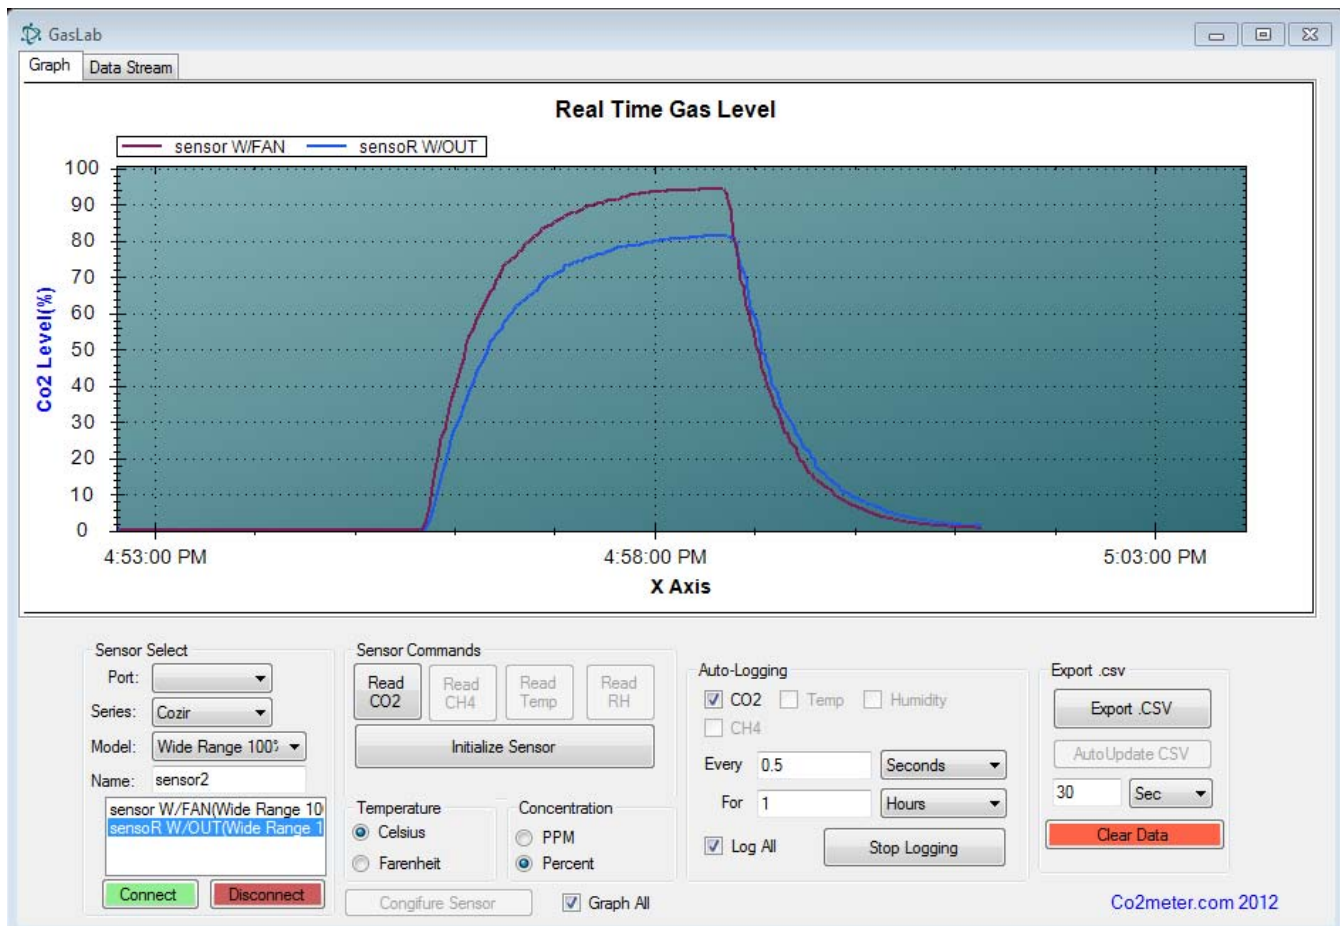 GasLab
Graph Data Stream
Real Time Gas Level
sensor W/FAN sensoR W/OUT
100
90
80
70
60
50
40
30
20
10
0
Co2 Level(%)
4:53:00 PM 4:58:00 PM 5:03:00 PM
X Axis
Sensor Select
Port:
Series: Cozir
Model: Wide Range 100%
Name: sensor2
sensor W/FAN(Wide Range 10
sensoR W/OUT(Wide Range 1
Connect Disconnect
Sensor Commands
Read CO2
Read CH4
Read Temp
Read RH
Initialize Sensor
Temperature
Celsius
Farenheit
Concentration
PPM
Percent
Congifure Sensor
Graph All
Auto-Logging
CO2 Temp Humidity
CH4
Every 0.5 Seconds
For 1 Hours
Log All Stop Logging
Export .csv
Export .CSV
AutoUpdate CSV
30 Sec
Clear Data
Co2meter.com 2012